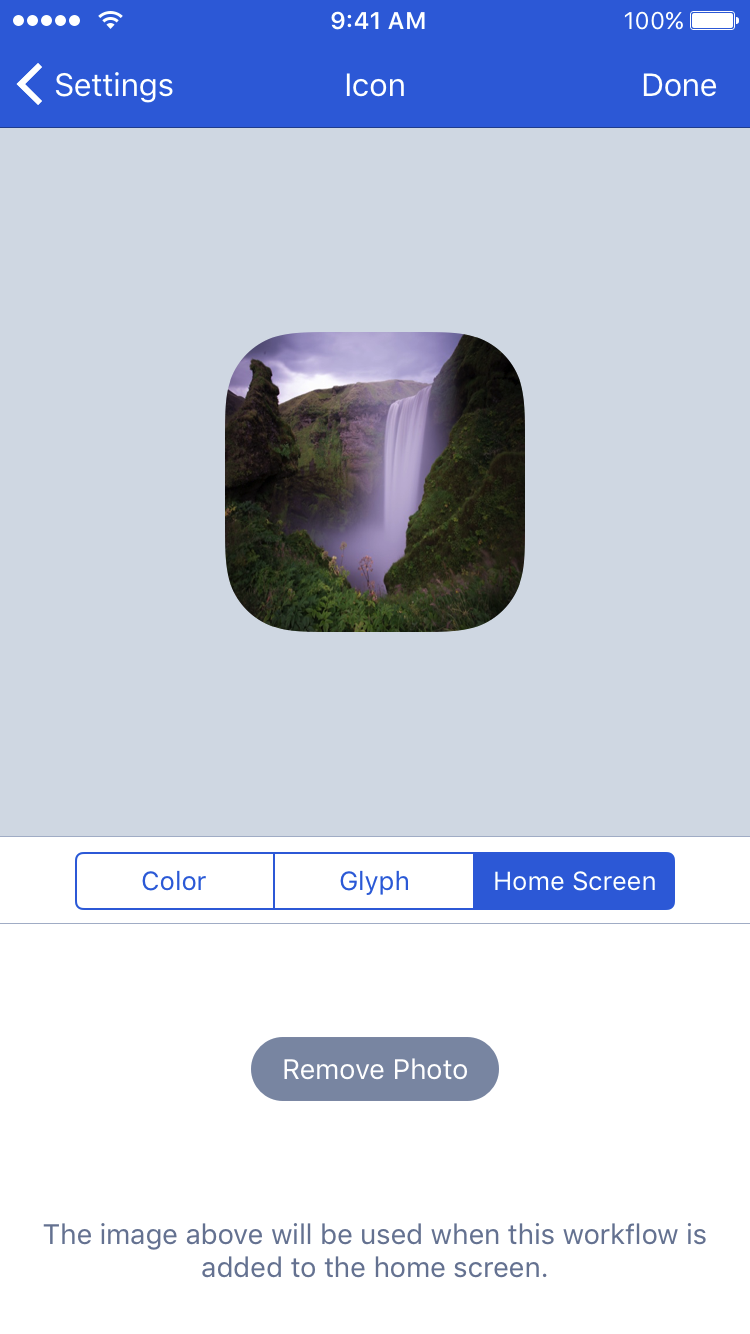 9:41 AM
100%
Settings
Icon
Done
Color
Glyph
Home Screen
Remove Photo
The image above will be used when this workflow is
added to the home screen.